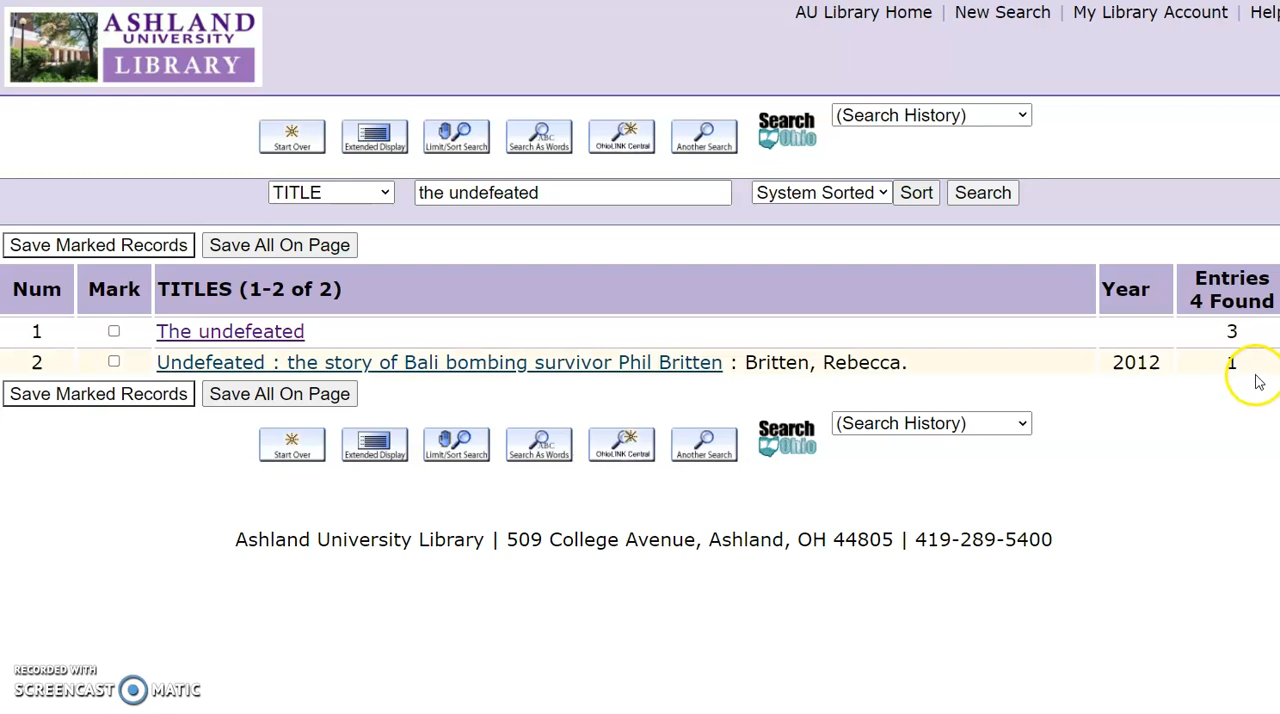 ASHLAND
UNIVERSITY
LIBRARY
AU Library Home | New Search | My Library Account | Help
Start Over
Extended Display
Limit/Sort Search
ABC
Search As Words
OhioLINK Central
Another Search
Search
Ohio
(Search History)
TITLE the undefeated System Sorted Sort Search
Save Marked Records Save All On Page
Num Mark TITLES (1-2 of 2) Year Entries
4 Found
1 The undefeated 3
2 Undefeated : the story of Bali bombing survivor Phil Britten : Britten, Rebecca. 2012 1
Save Marked Records Save All On Page
Start Over
Extended Display
Limit/Sort Search
ABC
Search As Words
OhioLINK Central
Another Search
Search
Ohio
(Search History)
Ashland University Library | 509 College Avenue, Ashland, OH 44805 | 419-289-5400
RECORDED WITH
SCREENCAST MATIC